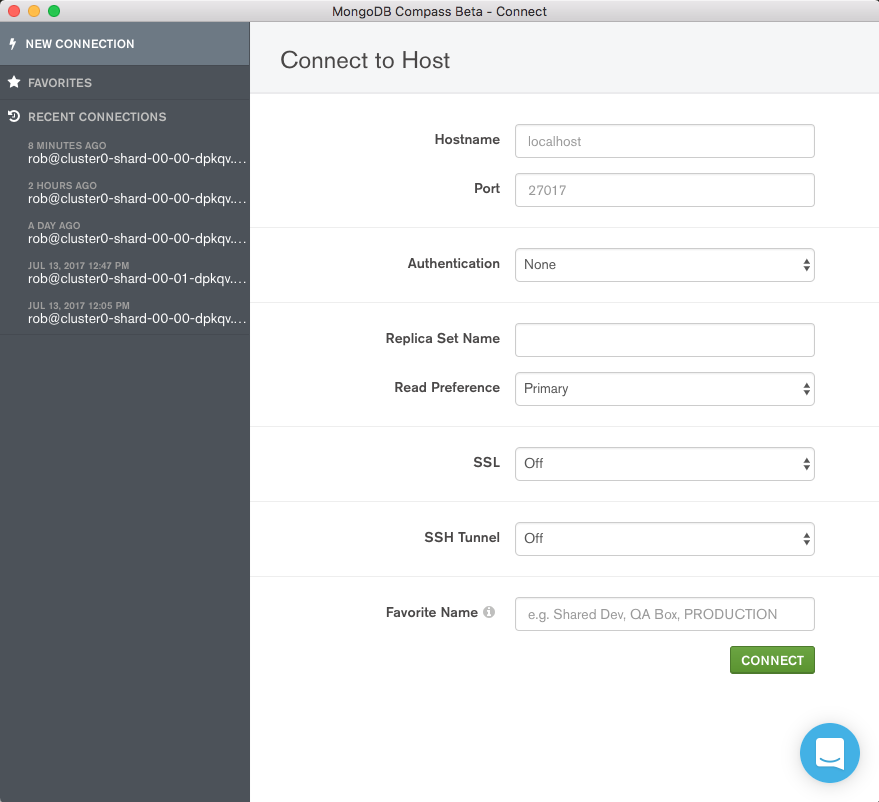 MongoDB Compass Beta - Connect
NEW CONNECTION
FAVORITES
RECENT CONNECTIONS
8 MINUTES AGO
rob@cluster0-shard-00-00-dpkqv....
2 HOURS AGO
rob@cluster0-shard-00-00-dpkqv....
A DAY AGO
rob@cluster0-shard-00-00-dpkqv....
JUL 13, 2017 12:47 PM
rob@cluster0-shard-00-01-dpkqv....
JUL 13, 2017 12:05 PM
rob@cluster0-shard-00-00-dpkqv....
Connect to Host
Hostname localhost
Port 27017
Authentication None
Replica Set Name
Read Preference Primary
SSL Off
SSH Tunnel Off
Favorite Name e.g. Shared Dev, QA Box, PRODUCTION
CONNECT